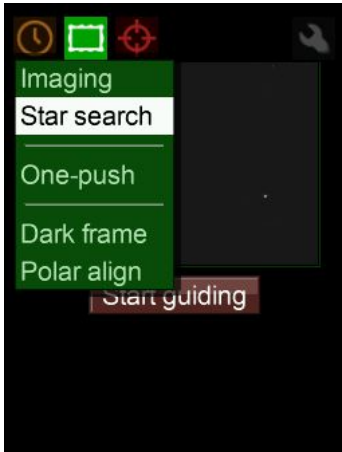 Imaging
Star search
One-push
Dark frame
Polar align
Start guiding